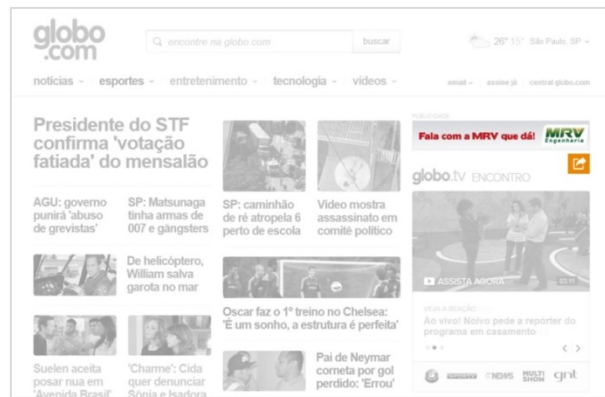 globo
.com
encontre na globo.com
buscar
26° 15° São Paulo, SP
notícias
esportes
entretenimento
tecnologia
vídeos
email
assine já
central globo.com
Presidente do STF
confirma 'votação
fatiada' do mensalão
AGU: governo
punirá 'abuso
de grevistas'
SP: Matsunaga
tinha armas de
007 e gângsters
SP: caminhão
de ré atropela 6
perto de escola
Vídeo mostra
assassinato em
comitê político
De helicóptero,
William salva
garota no mar
Oscar faz o 1º treino no Chelsea:
'É um sonho, a estrutura é perfeita'
Suelen aceita
posar nua em
'Avenida Brasil'
'Charme': Cida
quer denunciar
Sônia e Isadora
Pai de Neymar
corneta por gol
perdido: 'Errou'
PUBLICIDADE
Fala com a MRV que dá!
MRV
Engenharia
globo.tv ENCONTRO
ASSISTA AGORA
03:11
VEJA A REAÇÃO
Ao vivo! Noivo pede a repórter do
programa em casamento
G
SPORTV
NEWS
MULTI
SHOW
gnt